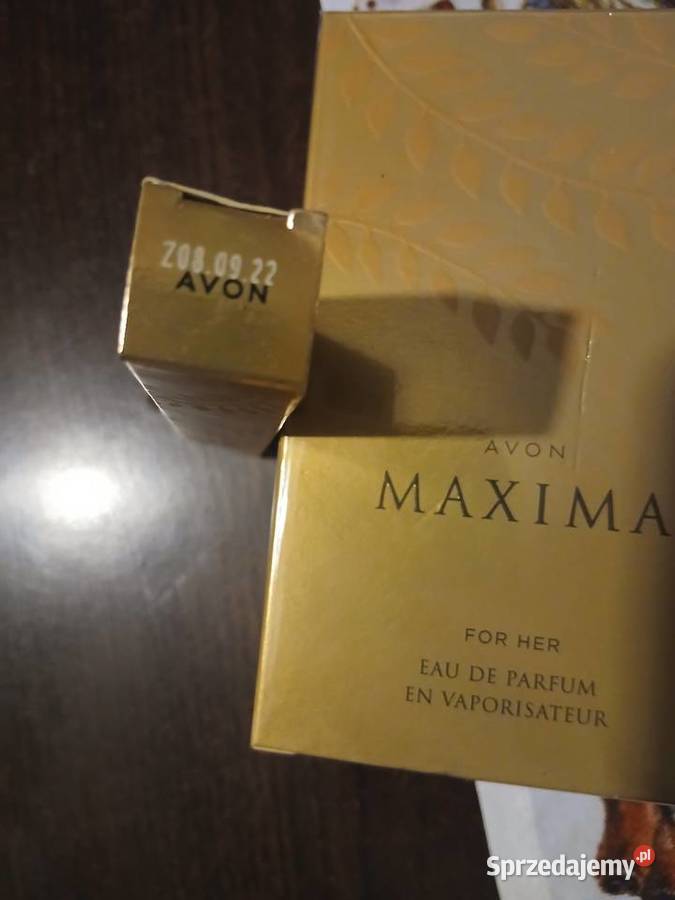 Z08.09.22
AVON
AVON
MAXIMA
FOR HER
EAU DE PARFUM
EN VAPORISATEUR
Sprzedajemy.pl